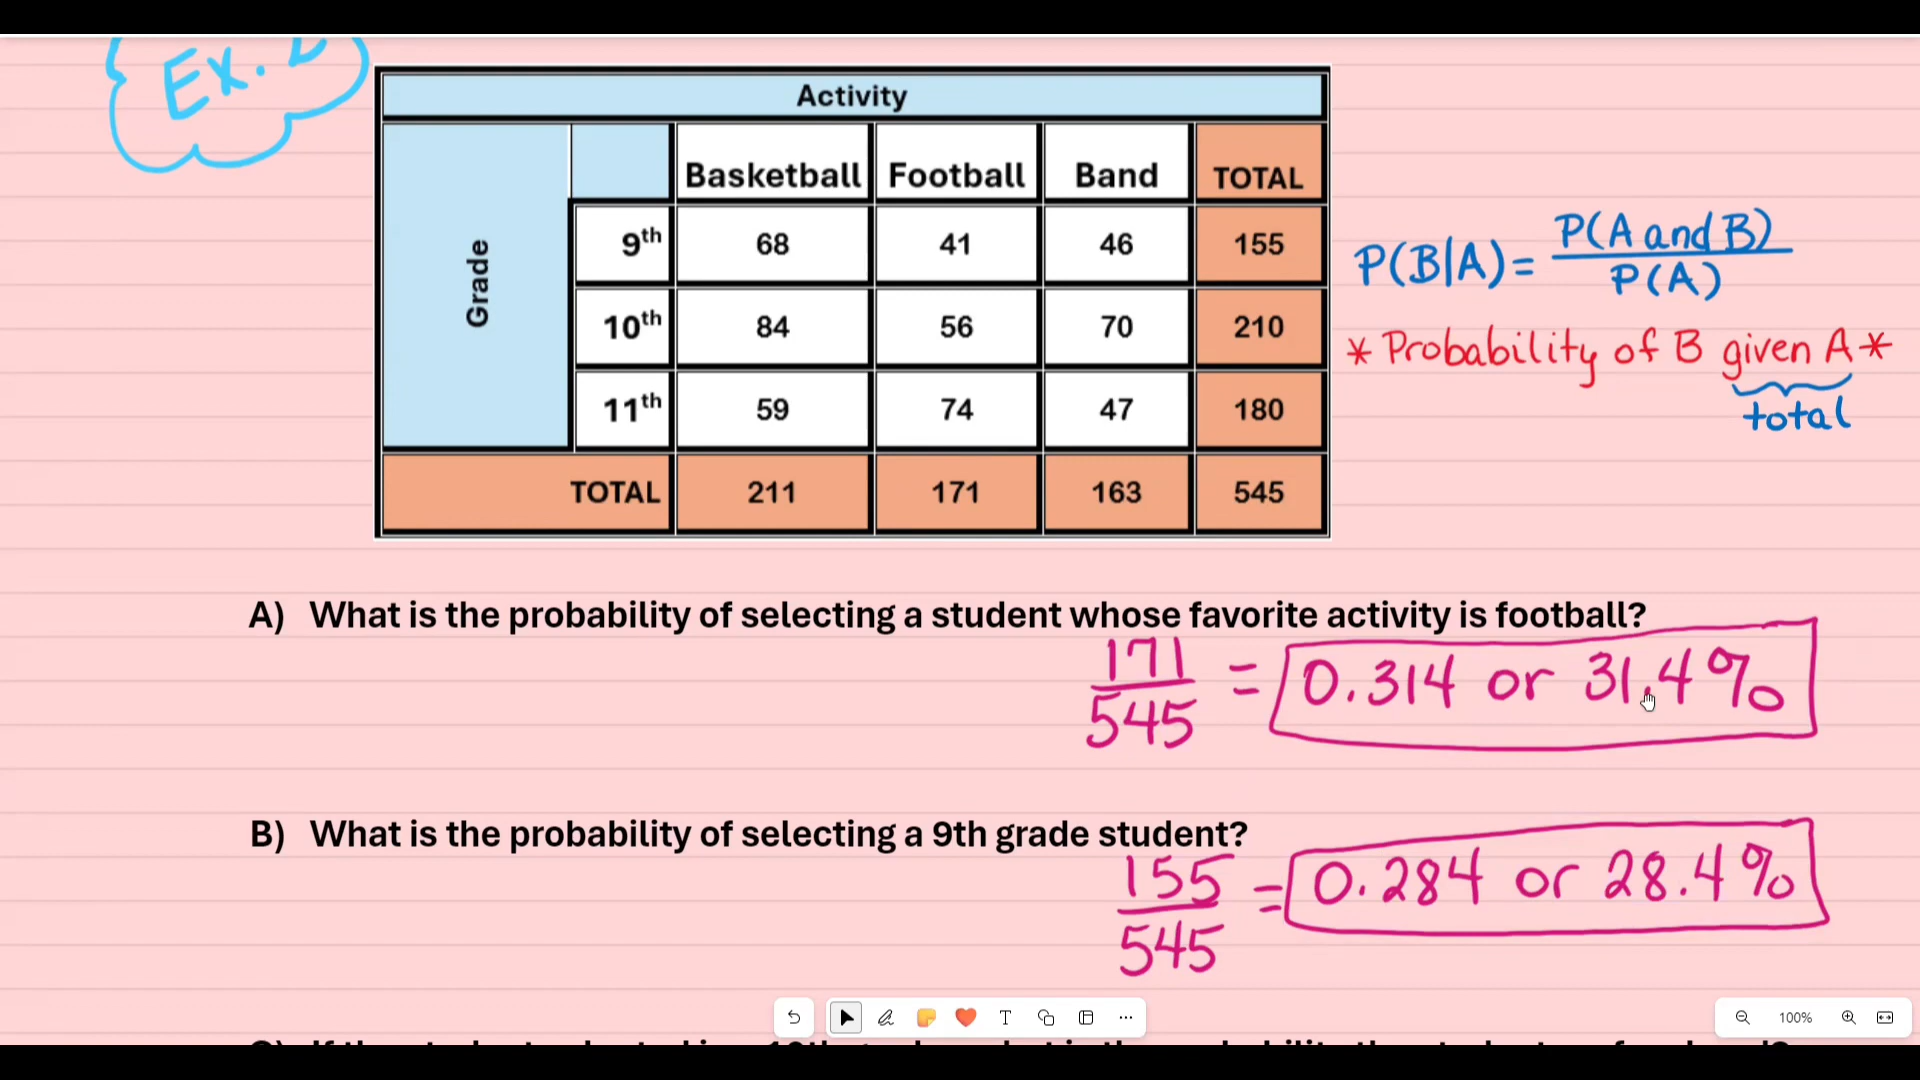 Ex.
Activity
Basketball Football Band TOTAL
Grade
9th 68 41 46 155
10th 84 56 70 210
11th 59 74 47 180
TOTAL 211 171 163 545
P(B|A) = P(A and B)
P(A)
* Probability of B given A *
total
A) What is the probability of selecting a student whose favorite activity is football?
171
545
= 0.314 or 31.4%
B) What is the probability of selecting a 9th grade student?
155
545
= 0.284 or 28.4%
T
100%